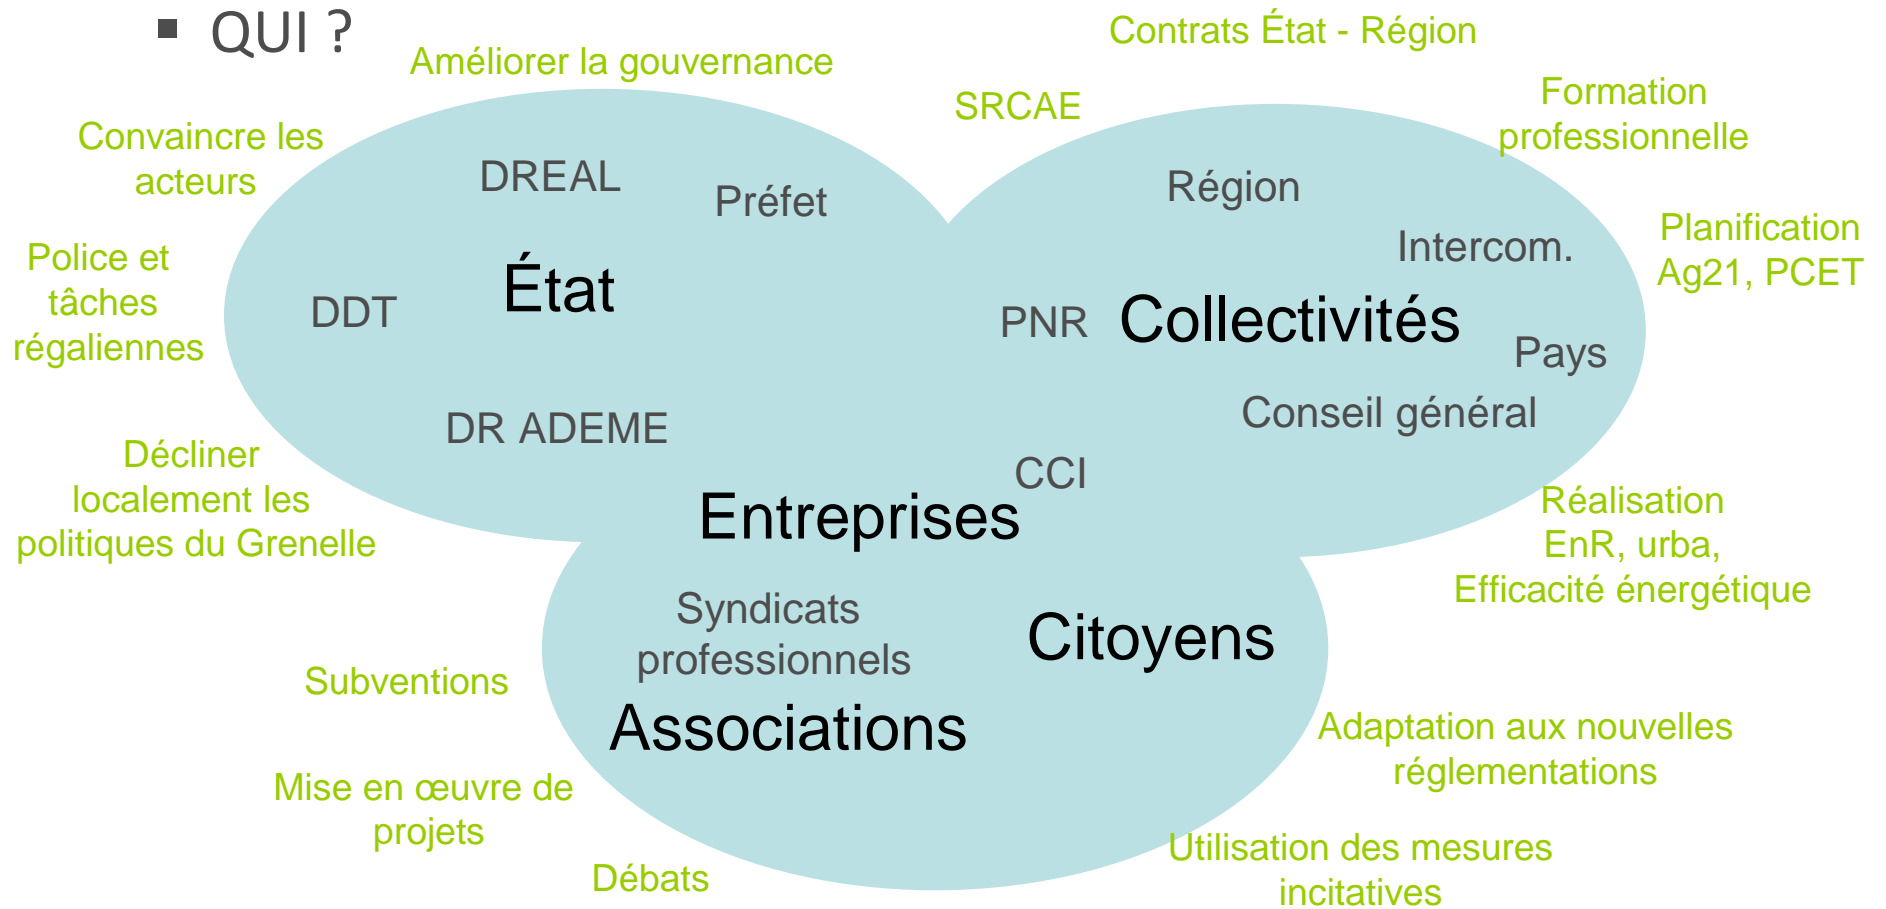 ▪ QUI ?
Contrats État - Région
Améliorer la gouvernance
SRCAE
Formation
professionnelle
Convaincre les
acteurs
DREAL
Préfet
Région
Intercom.
Planification
Ag21, PCET
Police et
tâches
régaliennes
DDT
État
PNR
Collectivités
Pays
Conseil général
DR ADEME
CCI
Décliner
localement les
politiques du Grenelle
Entreprises
Réalisation
EnR, urba,
Efficacité énergétique
Syndicats
professionnels
Citoyens
Subventions
Associations
Adaptation aux nouvelles
réglementations
Mise en œuvre de
projets
Débats
Utilisation des mesures
incitatives